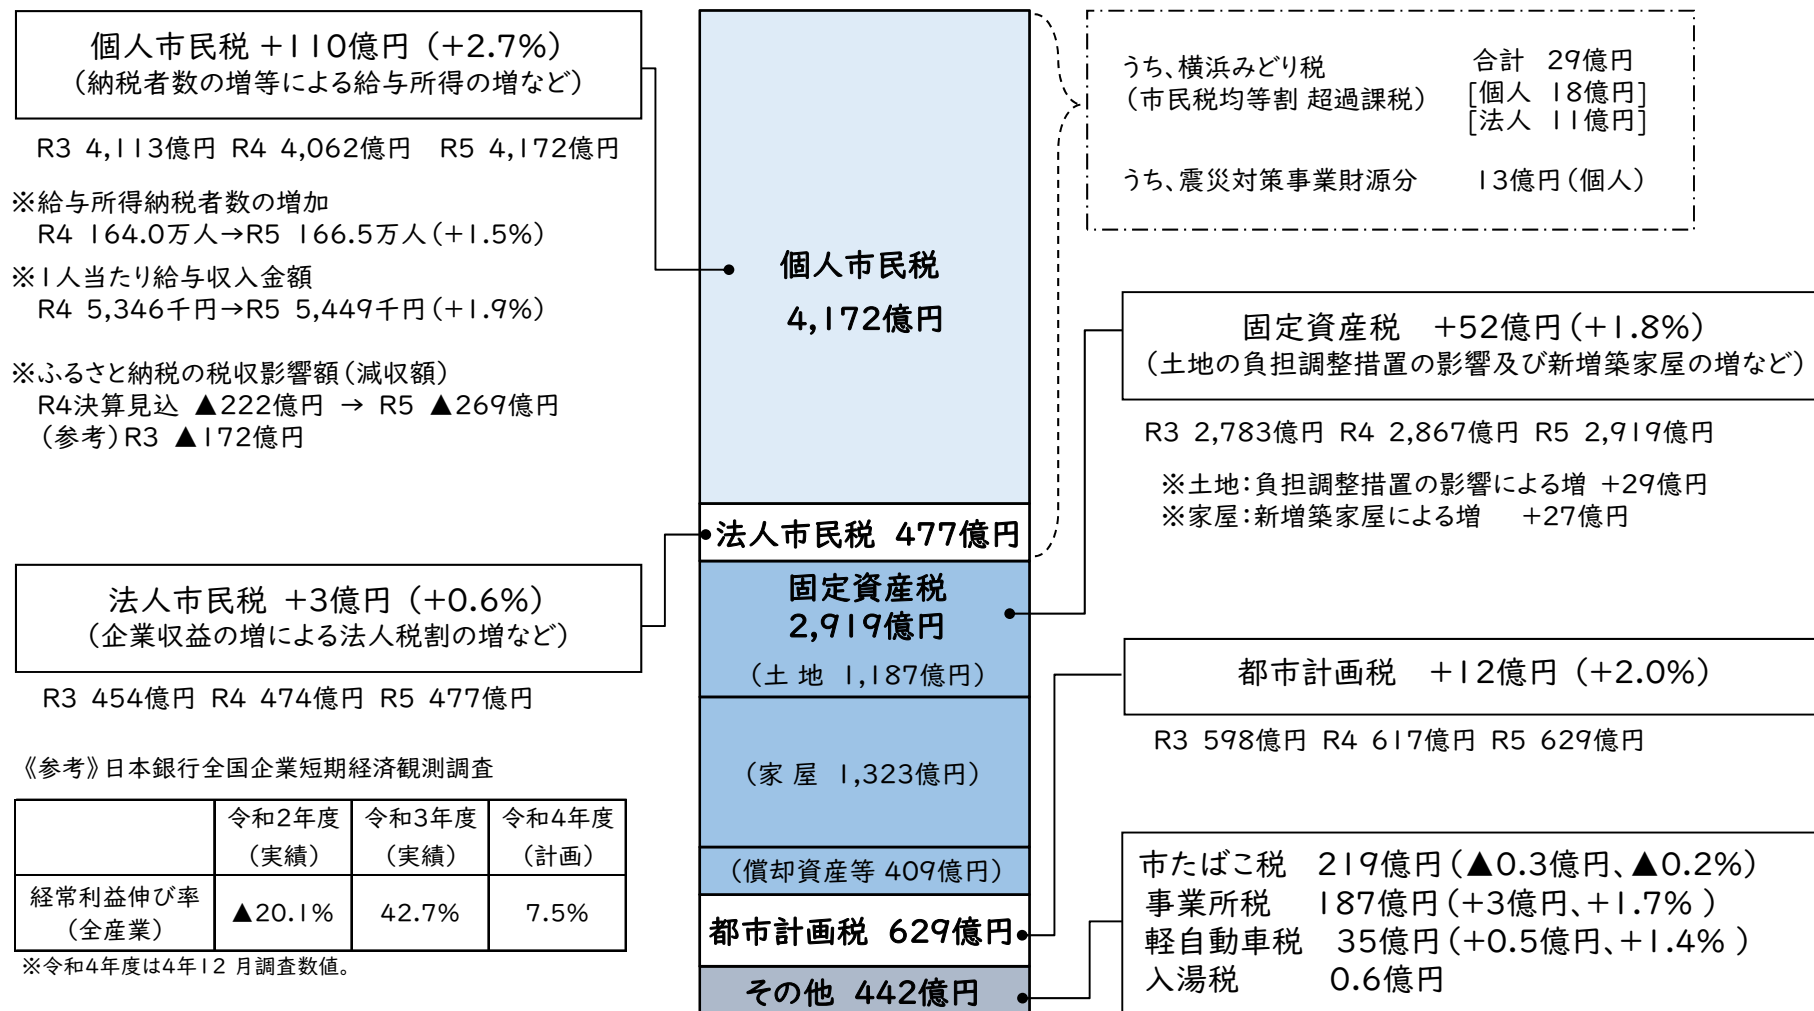 個人市民税 +110億円 (+2.7%)
(納税者数の増等による給与所得の増など)
R3 4,113億円 R4 4,062億円 R5 4,172億円
※給与所得納税者数の増加
R4 164.0万人→R5 166.5万人(+1.5%)
※1人当たり給与収入金額
R4 5,346千円→R5 5,449千円(+1.9%)
※ふるさと納税の税収影響額(減収額)
R4決算見込 ▲222億円 → R5 ▲269億円
(参考)R3 ▲172億円
法人市民税 +3億円 (+0.6%)
(企業収益の増による法人税割の増など)
R3 454億円 R4 474億円 R5 477億円
《参考》日本銀行全国企業短期経済観測調査
令和2年度 令和3年度 令和4年度
(実績) (実績) (計画)
経常利益伸び率
(全産業)
▲20.1% 42.7% 7.5%
※令和4年度は4年12月調査数値。
個人市民税
4,172億円
法人市民税 477億円
固定資産税
2,919億円
(土地 1,187億円)
(家屋 1,323億円)
(償却資産等 409億円)
都市計画税 629億円
その他 442億円
うち、横浜みどり税 合計 29億円
(市民税均等割 超過課税) [個人 18億円]
[法人 11億円]
うち、震災対策事業財源分 13億円(個人)
固定資産税 +52億円(+1.8%)
(土地の負担調整措置の影響及び新増築家屋の増など)
R3 2,783億円 R4 2,867億円 R5 2,919億円
※土地:負担調整措置の影響による増 +29億円
※家屋:新増築家屋による増 +27億円
都市計画税 +12億円 (+2.0%)
R3 598億円 R4 617億円 R5 629億円
市たばこ税 219億円(▲0.3億円、▲0.2%)
事業所税 187億円(+3億円、+1.7% )
軽自動車税 35億円(+0.5億円、+1.4% )
入湯税 0.6億円